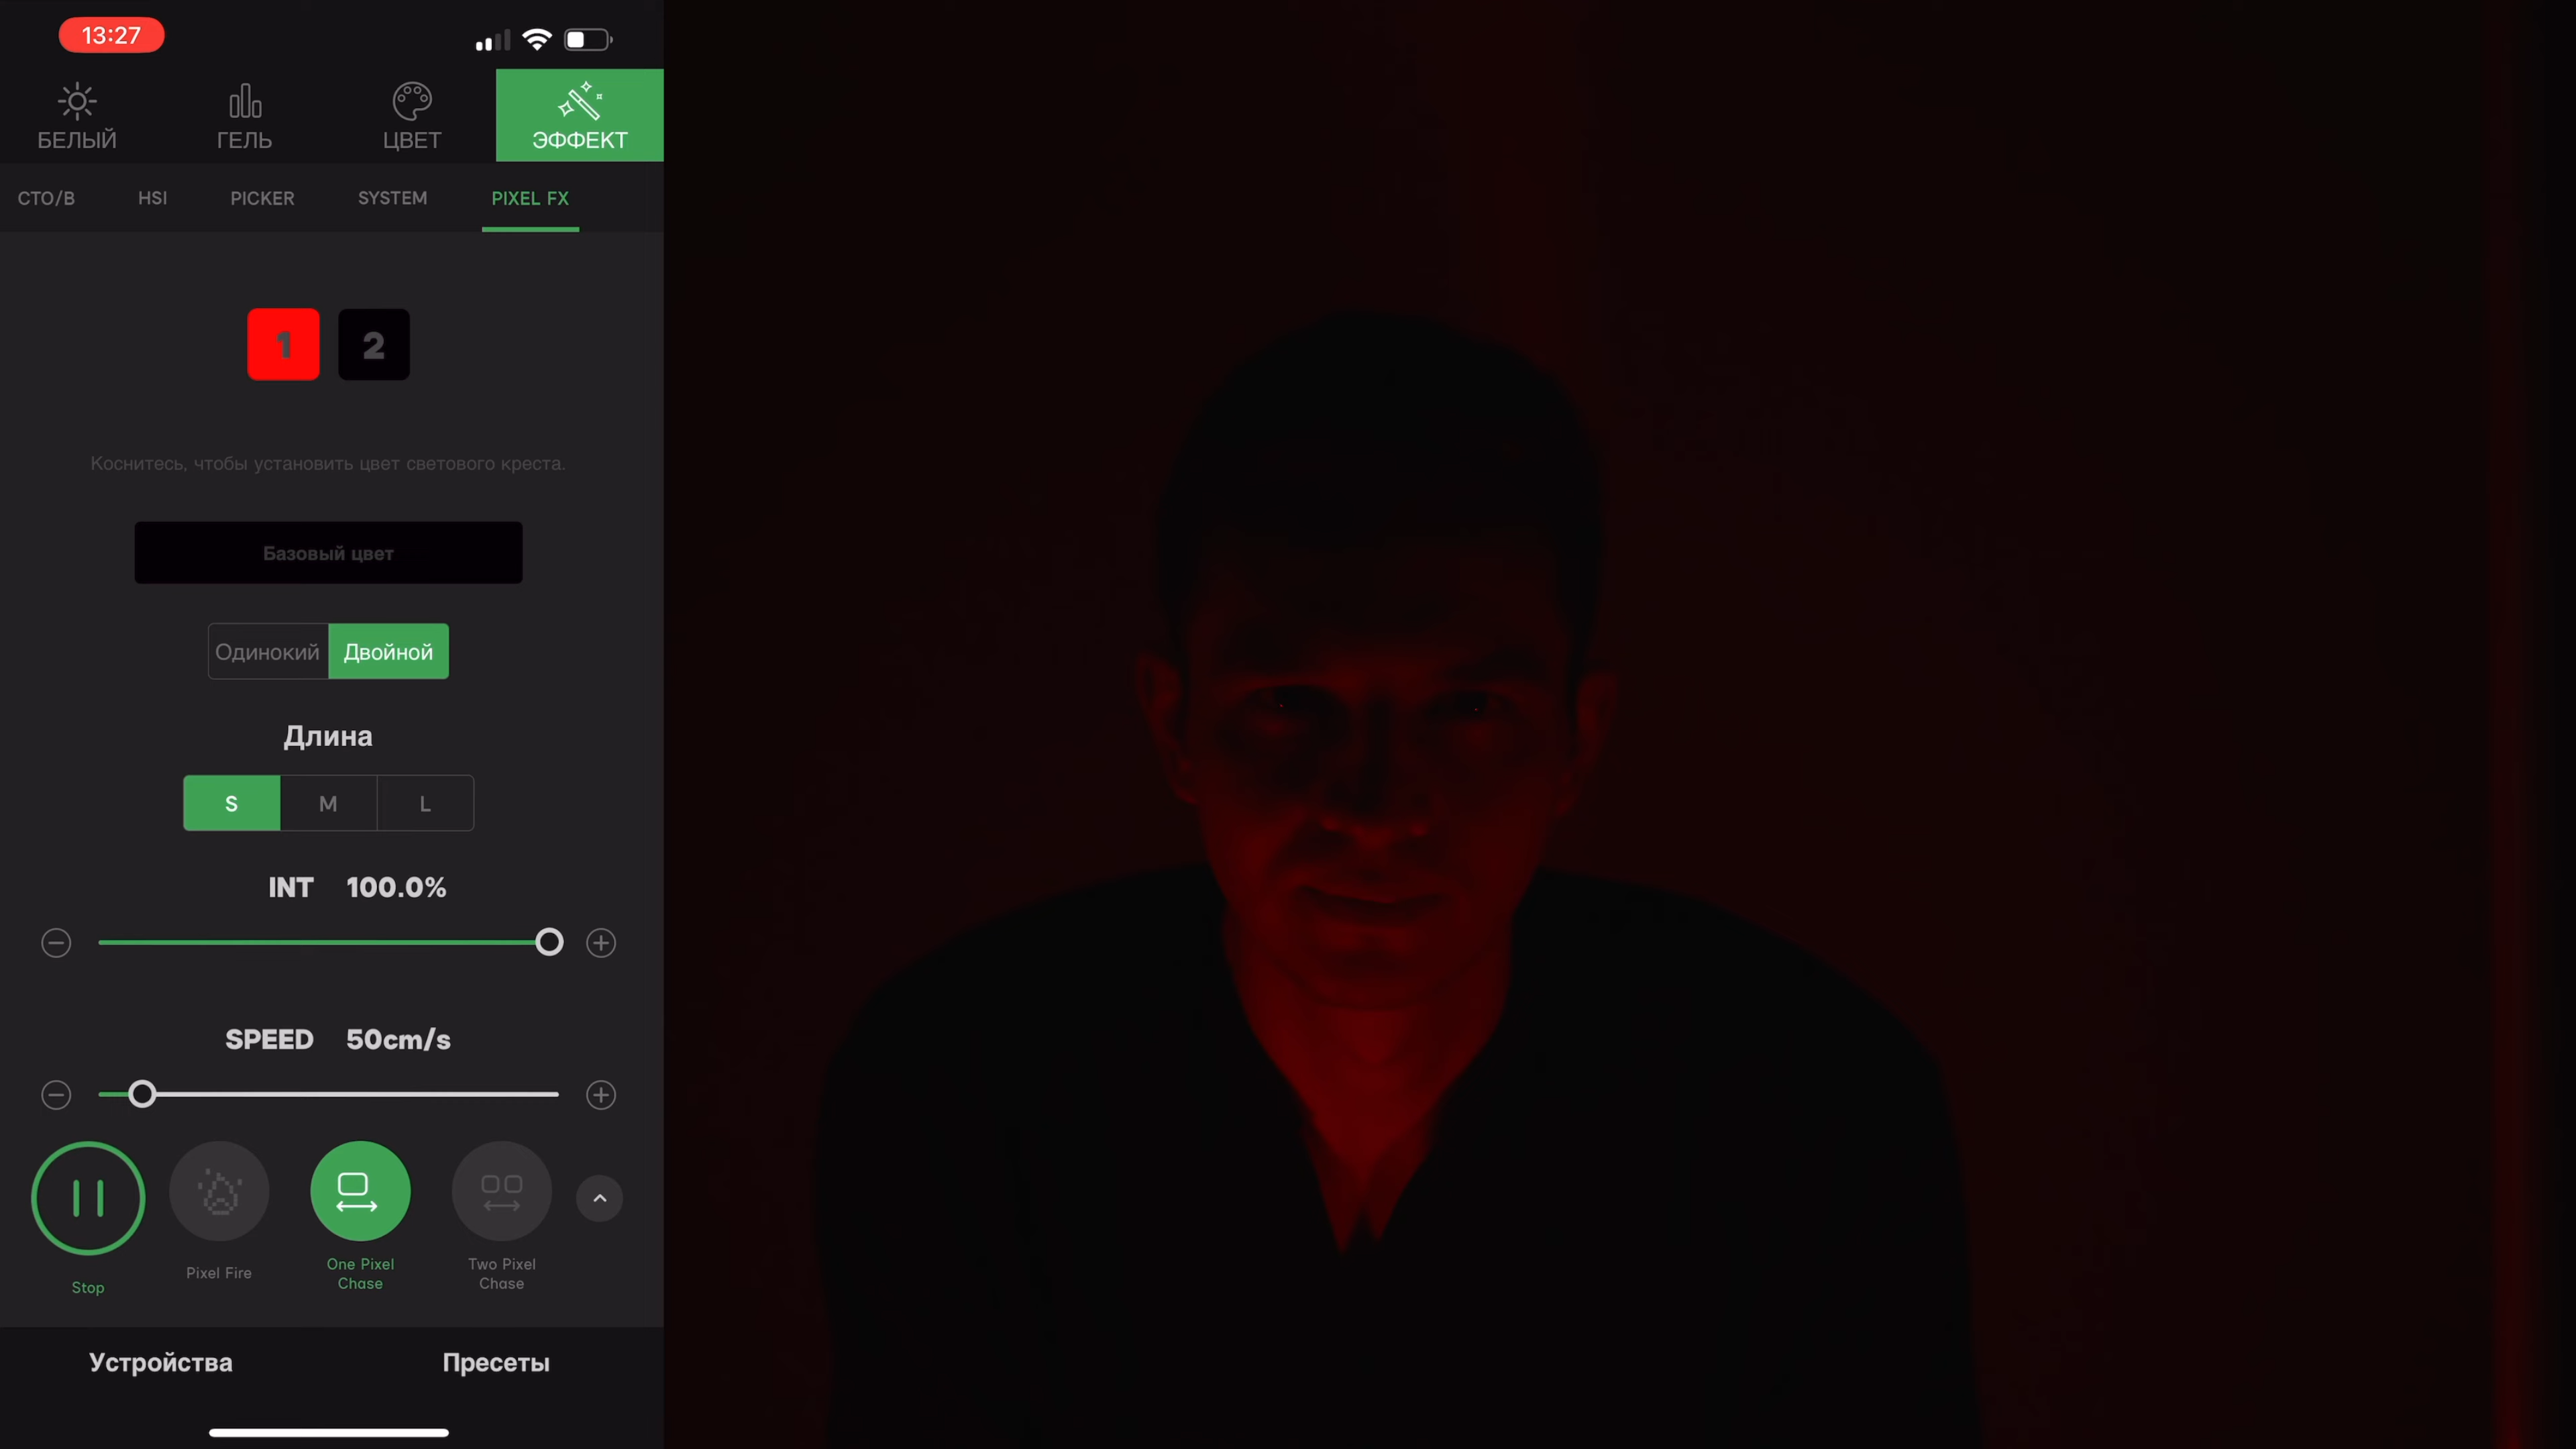 13:27
БЕЛЫЙ
ГЕЛЬ
ЦВЕТ
ЭФФЕКТ
CTO/B
HSI
PICKER
SYSTEM
PIXEL FX
1
2
Коснитесь, чтобы установить цвет светового креста.
Базовый цвет
Одинокий
Двойной
Длина
S
M
L
INT 100.0%
SPEED 50cm/s
Stop
Pixel Fire
One Pixel
Chase
Two Pixel
Chase
Устройства
Пресеты